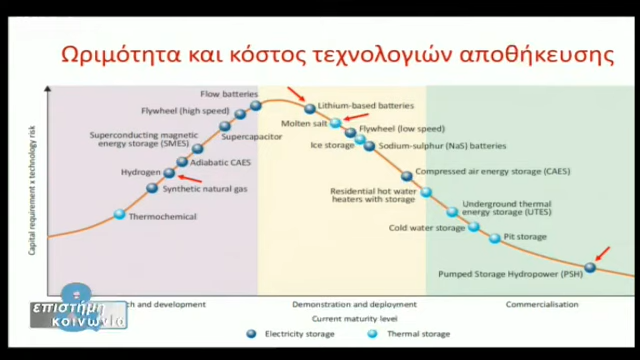 Ωριμότητα και κόστος τεχνολογιών αποθήκευσης
Capital requirement x technology risk
Flow batteries
Lithium-based batteries
Flywheel (high speed)
Molten salt
Flywheel (low speed)
Superconducting magnetic
energy storage (SMES)
Supercapacitor
Ice storage
Sodium-sulphur (NaS) batteries
Adiabatic CAES
Hydrogen
Compressed air energy storage (CAES)
Synthetic natural gas
Residential hot water
heaters with storage
Thermochemical
Underground thermal
energy storage (UTES)
Cold water storage
Pit storage
Pumped Storage Hydropower (PSH)
επιστήμη
κοινωνία
and development
Demonstration and deployment
Commercialisation
Current maturity level
Electricity storage
Thermal storage